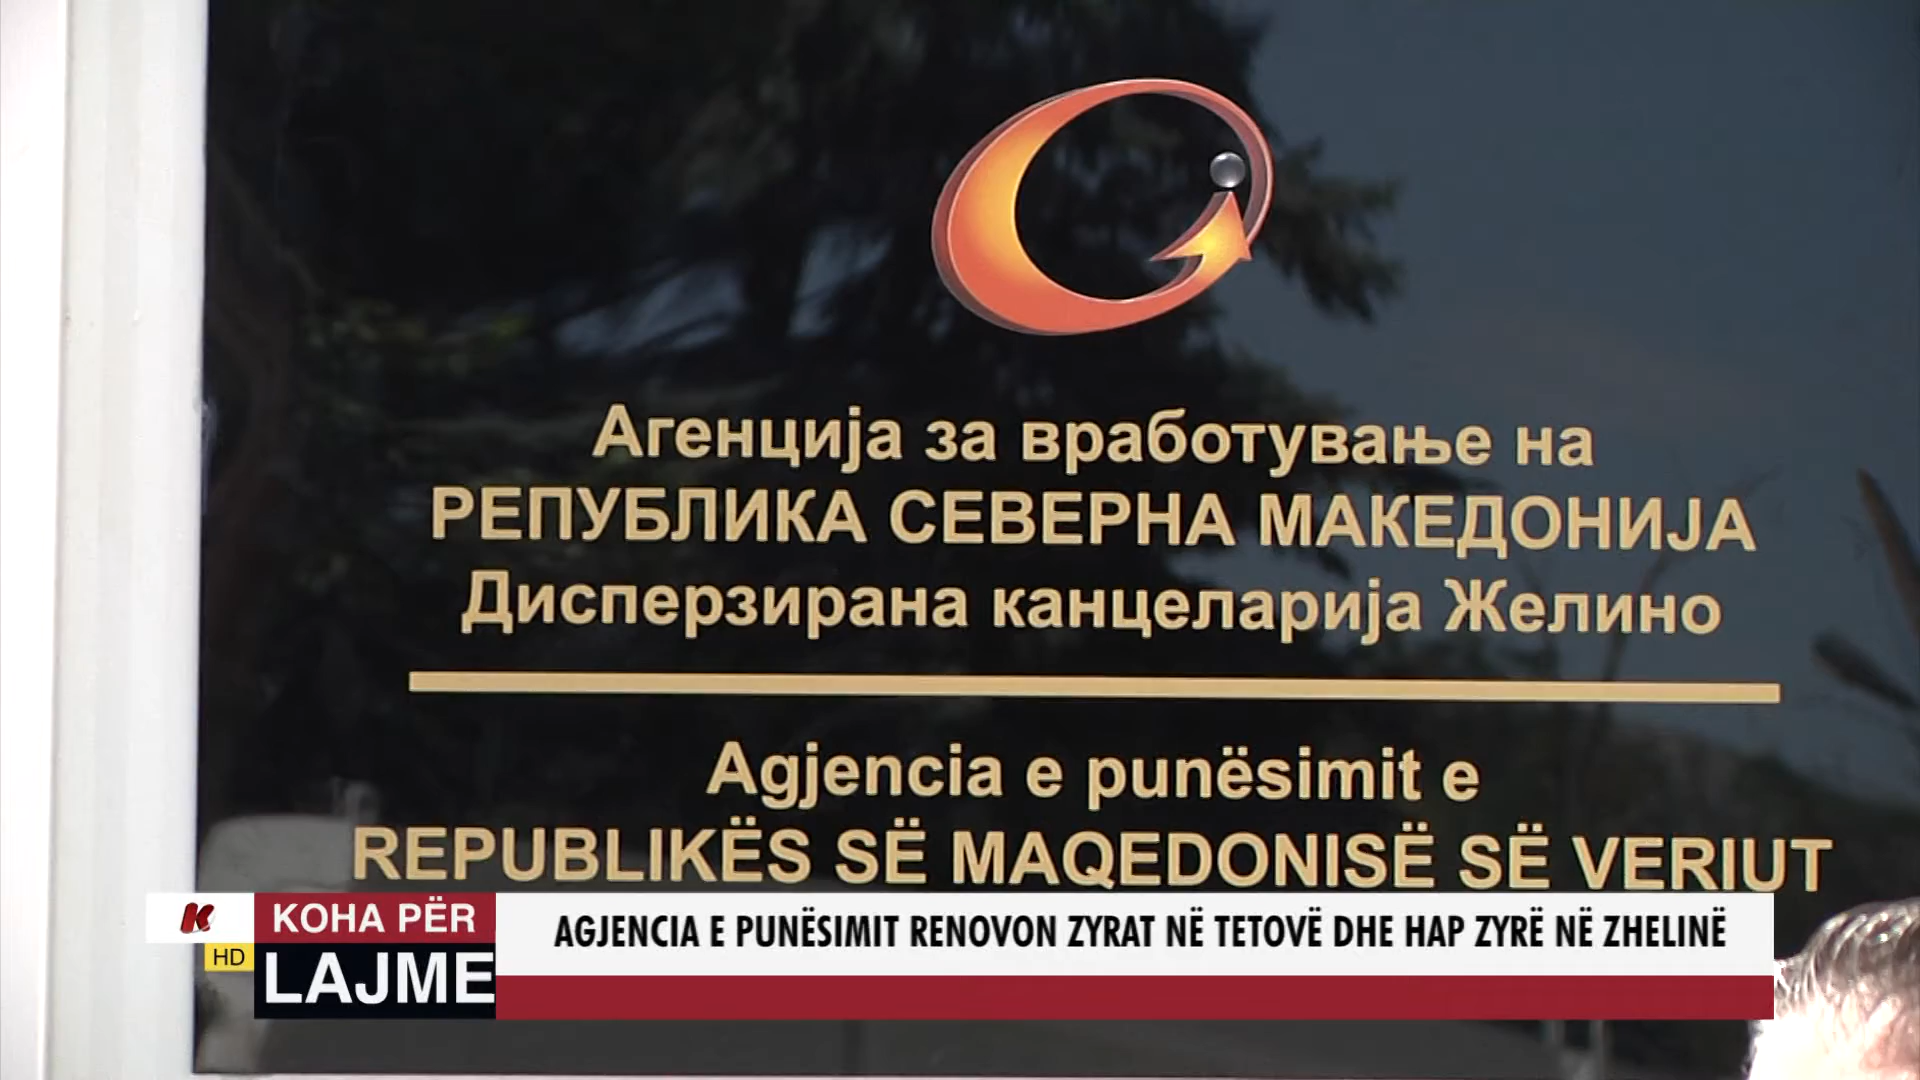 Агенција за вработување на
РЕПУБЛИКА СЕВЕРНА МАКЕДОНИЈА
Дисперзирана канцеларија Желино
Agjencia e punësimit e
REPUBLIKËS SË MAQEDONISË SË VERIUT
K
HD
KOHA PËR
LAJME
AGJENCIA E PUNËSIMIT RENOVON ZYRAT NË TETOVË DHE HAP ZYRË NË ZHELINË